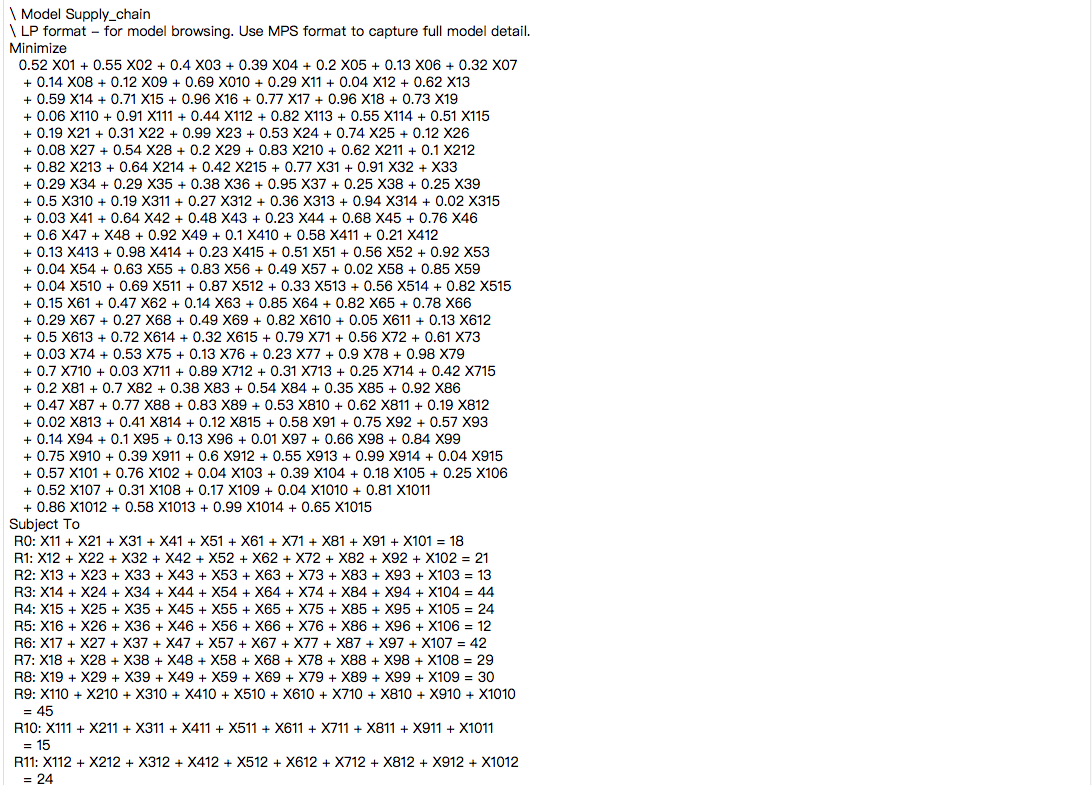 \ Model Supply_chain
\ LP format – for model browsing. Use MPS format to capture full model detail.
Minimize
0.52 X01 + 0.55 X02 + 0.4 X03 + 0.39 X04 + 0.2 X05 + 0.13 X06 + 0.32 X07
+ 0.14 X08 + 0.12 X09 + 0.69 X010 + 0.29 X11 + 0.04 X12 + 0.62 X13
+ 0.59 X14 + 0.71 X15 + 0.96 X16 + 0.77 X17 + 0.96 X18 + 0.73 X19
+ 0.06 X110 + 0.91 X111 + 0.44 X112 + 0.82 X113 + 0.55 X114 + 0.51 X115
+ 0.19 X21 + 0.31 X22 + 0.99 X23 + 0.53 X24 + 0.74 X25 + 0.12 X26
+ 0.08 X27 + 0.54 X28 + 0.2 X29 + 0.83 X210 + 0.62 X211 + 0.1 X212
+ 0.82 X213 + 0.64 X214 + 0.42 X215 + 0.77 X31 + 0.91 X32 + X33
+ 0.29 X34 + 0.29 X35 + 0.38 X36 + 0.95 X37 + 0.25 X38 + 0.25 X39
+ 0.5 X310 + 0.19 X311 + 0.27 X312 + 0.36 X313 + 0.94 X314 + 0.02 X315
+ 0.03 X41 + 0.64 X42 + 0.48 X43 + 0.23 X44 + 0.68 X45 + 0.76 X46
+ 0.6 X47 + X48 + 0.92 X49 + 0.1 X410 + 0.58 X411 + 0.21 X412
+ 0.13 X413 + 0.98 X414 + 0.23 X415 + 0.51 X51 + 0.56 X52 + 0.92 X53
+ 0.04 X54 + 0.63 X55 + 0.83 X56 + 0.49 X57 + 0.02 X58 + 0.85 X59
+ 0.04 X510 + 0.69 X511 + 0.87 X512 + 0.33 X513 + 0.56 X514 + 0.82 X515
+ 0.15 X61 + 0.47 X62 + 0.14 X63 + 0.85 X64 + 0.82 X65 + 0.78 X66
+ 0.29 X67 + 0.27 X68 + 0.49 X69 + 0.82 X610 + 0.05 X611 + 0.13 X612
+ 0.5 X613 + 0.72 X614 + 0.32 X615 + 0.79 X71 + 0.56 X72 + 0.61 X73
+ 0.03 X74 + 0.53 X75 + 0.13 X76 + 0.23 X77 + 0.9 X78 + 0.98 X79
+ 0.7 X710 + 0.03 X711 + 0.89 X712 + 0.31 X713 + 0.25 X714 + 0.42 X715
+ 0.2 X81 + 0.7 X82 + 0.38 X83 + 0.54 X84 + 0.35 X85 + 0.92 X86
+ 0.47 X87 + 0.77 X88 + 0.83 X89 + 0.53 X810 + 0.62 X811 + 0.19 X812
+ 0.02 X813 + 0.41 X814 + 0.12 X815 + 0.58 X91 + 0.75 X92 + 0.57 X93
+ 0.14 X94 + 0.1 X95 + 0.13 X96 + 0.01 X97 + 0.66 X98 + 0.84 X99
+ 0.75 X910 + 0.39 X911 + 0.6 X912 + 0.55 X913 + 0.99 X914 + 0.04 X915
+ 0.57 X101 + 0.76 X102 + 0.04 X103 + 0.39 X104 + 0.18 X105 + 0.25 X106
+ 0.52 X107 + 0.31 X108 + 0.17 X109 + 0.04 X1010 + 0.81 X1011
+ 0.86 X1012 + 0.58 X1013 + 0.99 X1014 + 0.65 X1015
Subject To
R0: X11 + X21 + X31 + X41 + X51 + X61 + X71 + X81 + X91 + X101 = 18
R1: X12 + X22 + X32 + X42 + X52 + X62 + X72 + X82 + X92 + X102 = 21
R2: X13 + X23 + X33 + X43 + X53 + X63 + X73 + X83 + X93 + X103 = 13
R3: X14 + X24 + X34 + X44 + X54 + X64 + X74 + X84 + X94 + X104 = 44
R4: X15 + X25 + X35 + X45 + X55 + X65 + X75 + X85 + X95 + X105 = 24
R5: X16 + X26 + X36 + X46 + X56 + X66 + X76 + X86 + X96 + X106 = 12
R6: X17 + X27 + X37 + X47 + X57 + X67 + X77 + X87 + X97 + X107 = 42
R7: X18 + X28 + X38 + X48 + X58 + X68 + X78 + X88 + X98 + X108 = 29
R8: X19 + X29 + X39 + X49 + X59 + X69 + X79 + X89 + X99 + X109 = 30
R9: X110 + X210 + X310 + X410 + X510 + X610 + X710 + X810 + X910 + X1010
= 45
R10: X111 + X211 + X311 + X411 + X511 + X611 + X711 + X811 + X911 + X1011
= 15
R11: X112 + X212 + X312 + X412 + X512 + X612 + X712 + X812 + X912 + X1012
= 24